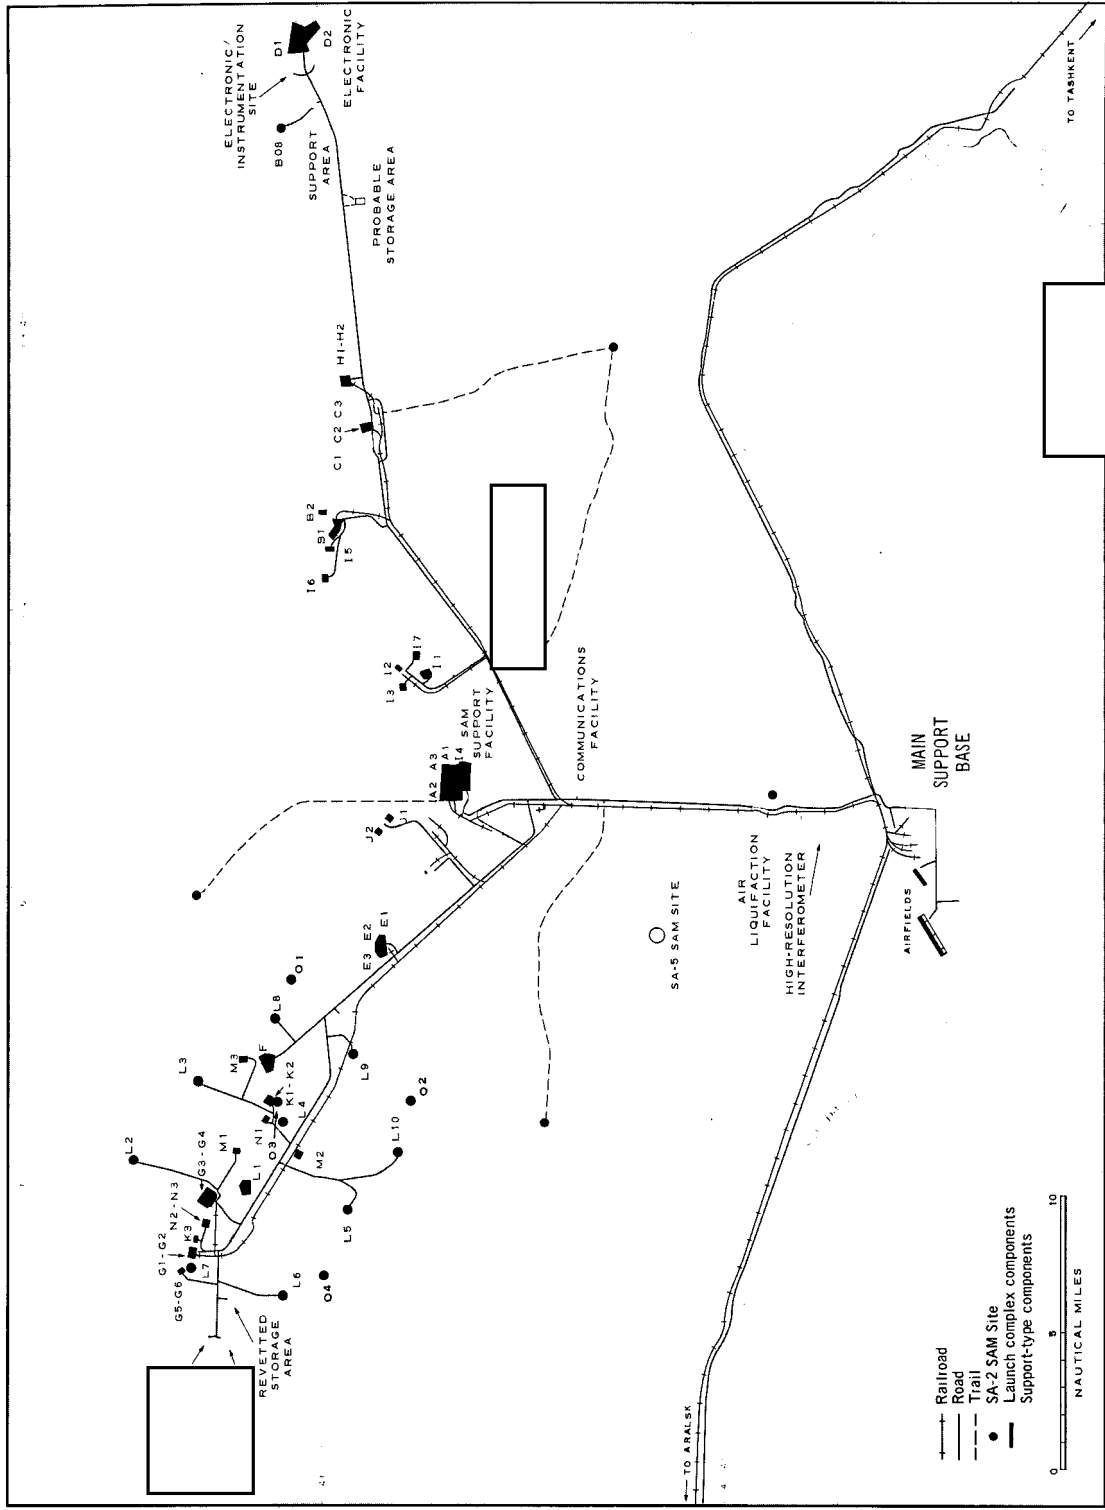 ELECTRONIC/
INSTRUMENTATION
SITE
D1
D2
ELECTRONIC
FACILITY
B08
SUPPORT
AREA
PROBABLE
STORAGE AREA
H1-H2
C1 C2 C3
B2
B1
I5
I6
I7
I2
I1
I3
SAM
SUPPORT
FACILITY
A3
A1
A2
I4
COMMUNICATIONS
FACILITY
J1
J2
E1
E2
E3
O1
L8
F
M3
L3
K1-K2
L9
L4
O3
N1
O2
L10
M2
L2
G3-G4
M1
L1
N2-N3
K3
G1-G2
L5
L7
G5-G6
L6
O4
REVETTED
STORAGE
AREA
SA-5 SAM SITE
AIR
LIQUIFACTION
FACILITY
HIGH-RESOLUTION
INTERFEROMETER
MAIN
SUPPORT
BASE
AIRFIELDS
TO TASHKENT
TO ARALSK
Railroad
Road
Trail
SA-2 SAM Site
Launch complex components
Support-type components
0 5 10
NAUTICAL MILES